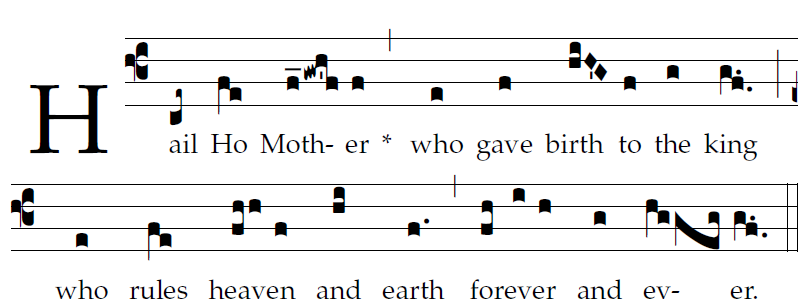 Hail Ho Moth- er * who gave birth to the king
who rules heaven and earth forever and ev- er.